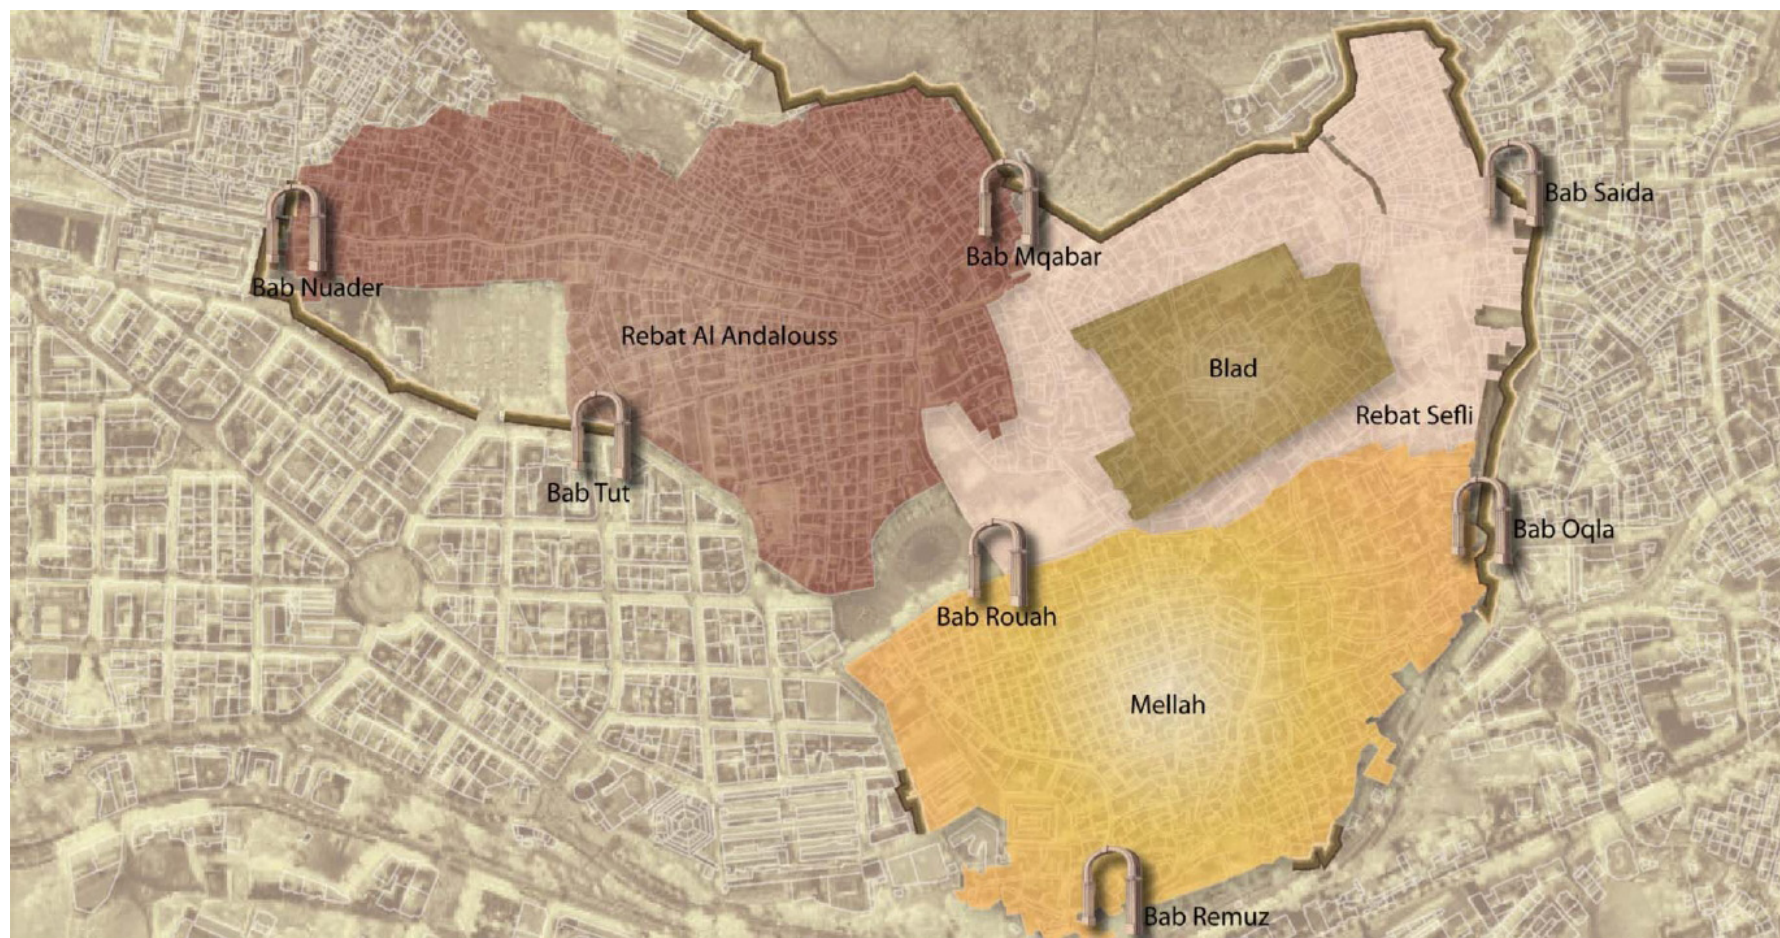 Bab Saida
Bab Mqabar
Bab Nuader
Rebat Al Andalouss
Blad
Rebat Sefli
Bab Tut
Bab Oqla
Bab Rouah
Mellah
Bab Remuz